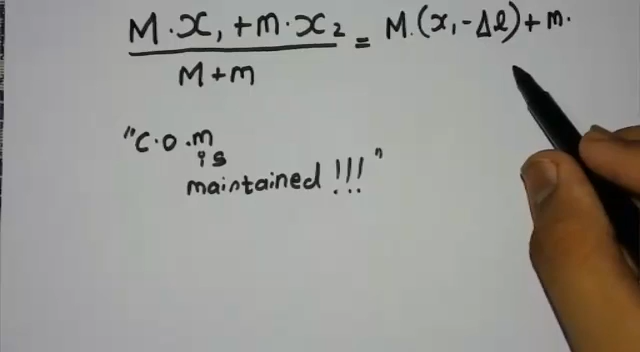 M·x₁ + m·x₂ = M·(x₁ - Δl) + m·
M + m
"C.O.M
is
maintained !!!"